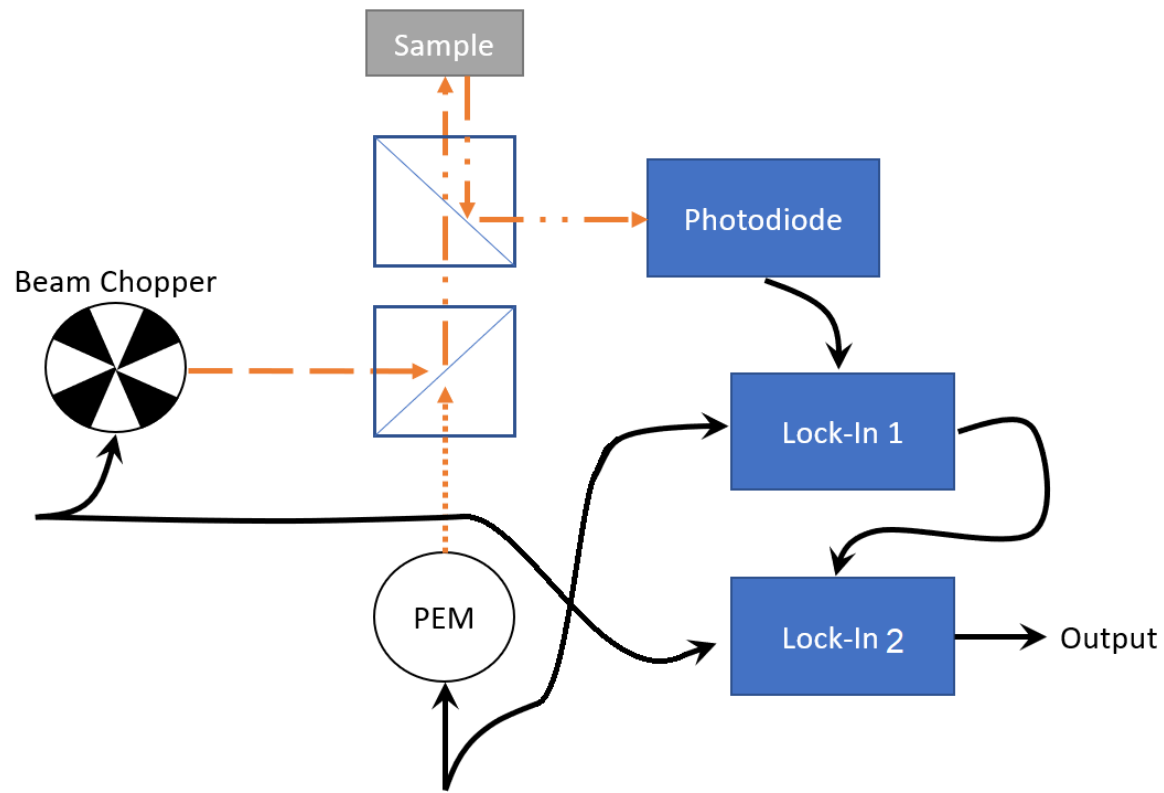 Sample
Photodiode
Beam Chopper
Lock-In 1
PEM
Lock-In 2
Output